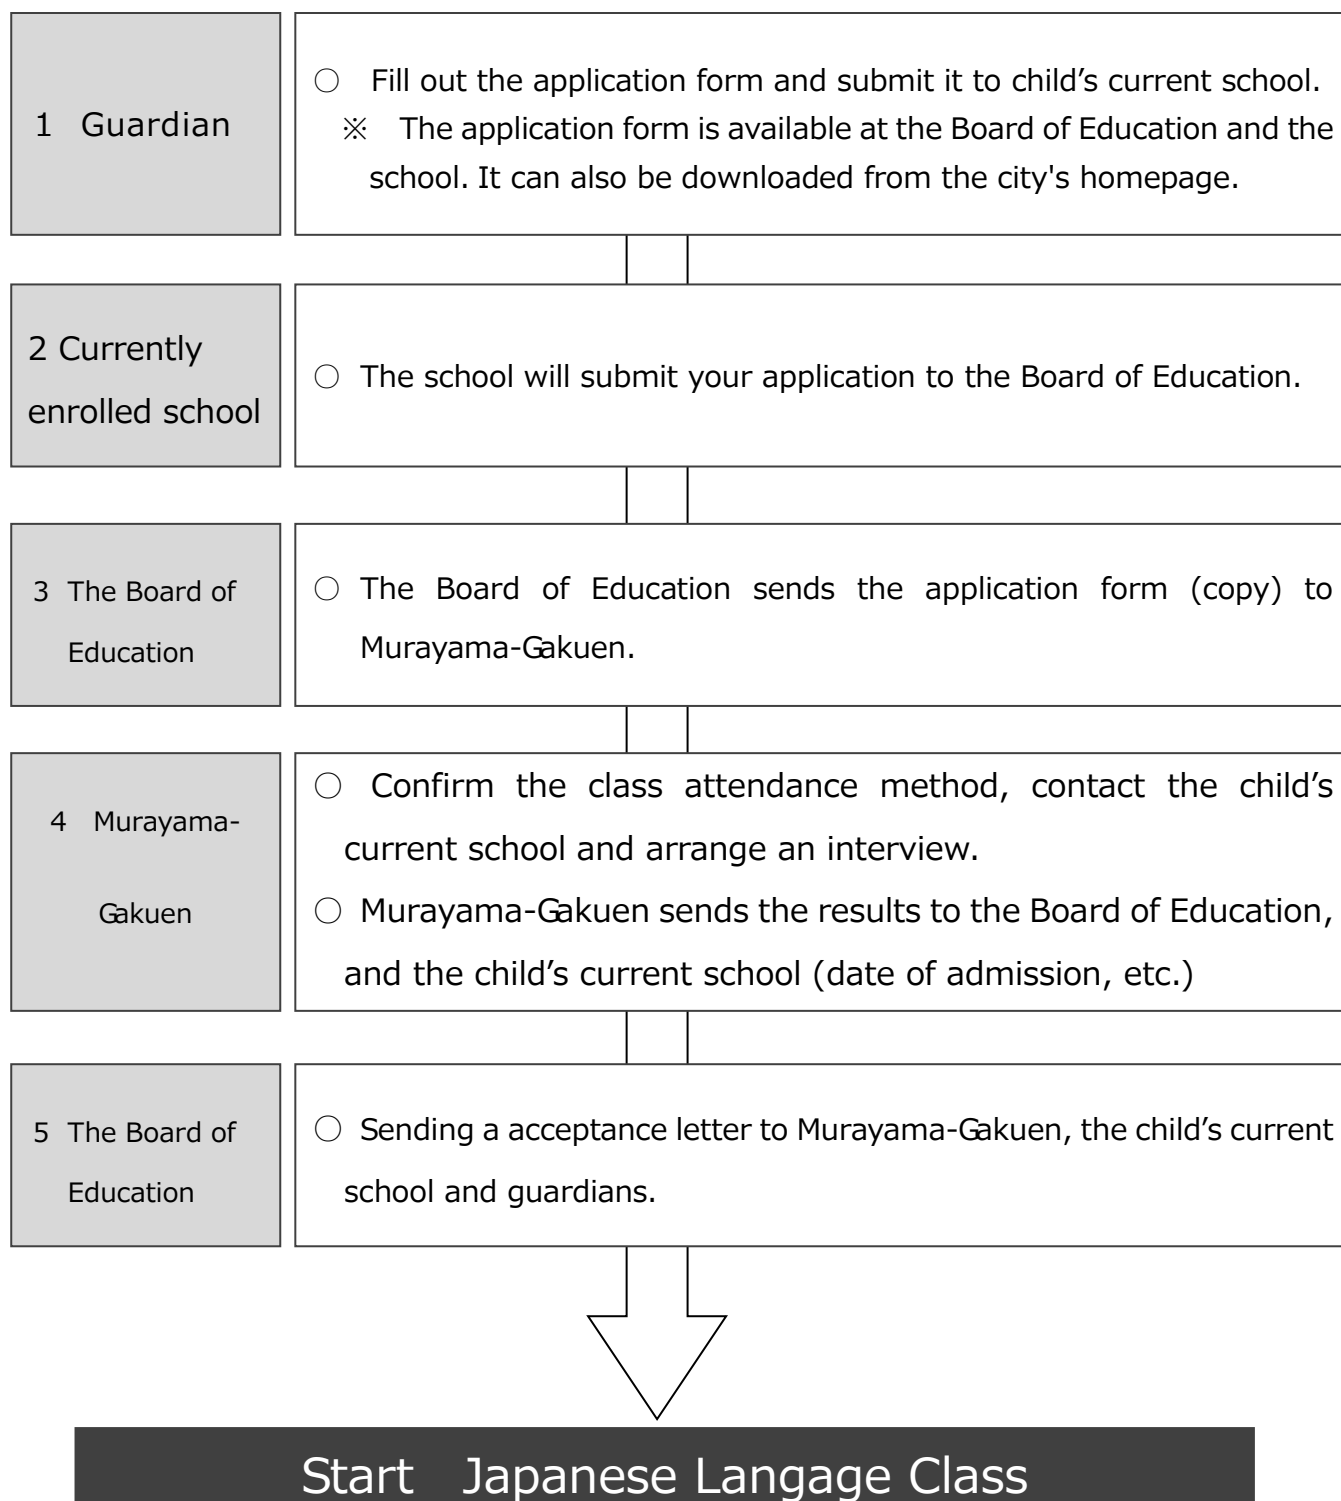 1 Guardian
○ Fill out the application form and submit it to child’s current school.
※ The application form is available at the Board of Education and the
school. It can also be downloaded from the city's homepage.
2 Currently
enrolled school
○ The school will submit your application to the Board of Education.
3 The Board of
Education
○ The Board of Education sends the application form (copy) to
Murayama-Gakuen.
4 Murayama-
Gakuen
○ Confirm the class attendance method, contact the child’s
current school and arrange an interview.
○ Murayama-Gakuen sends the results to the Board of Education,
and the child’s current school (date of admission, etc.)
5 The Board of
Education
○ Sending a acceptance letter to Murayama-Gakuen, the child’s current
school and guardians.
Start Japanese Langage Class